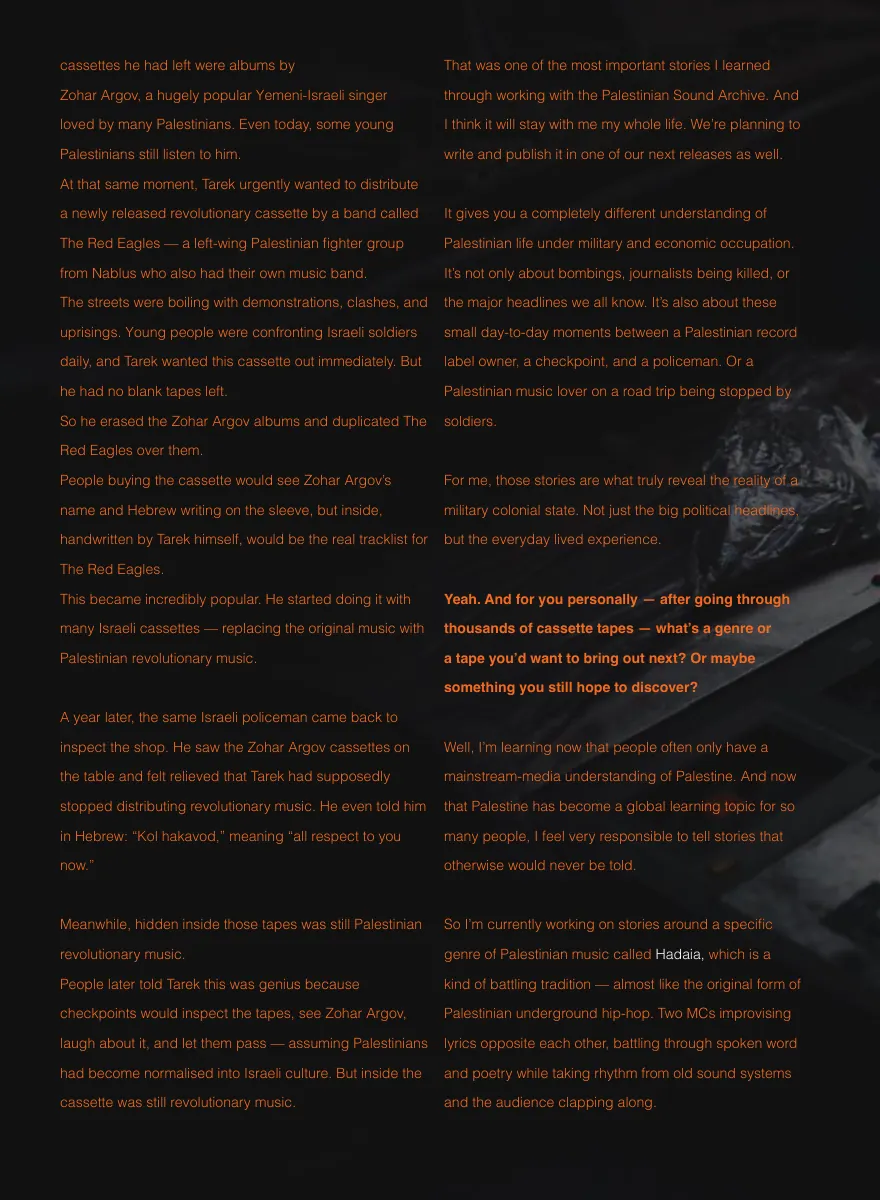 cassettes he had left were albums by
Zohar Argov, a hugely popular Yemeni-Israeli singer
loved by many Palestinians. Even today, some young
Palestinians still listen to him.
At that same moment, Tarek urgently wanted to distribute
a newly released revolutionary cassette by a band called
The Red Eagles — a left-wing Palestinian fighter group
from Nablus who also had their own music band.
The streets were boiling with demonstrations, clashes, and
uprisings. Young people were confronting Israeli soldiers
daily, and Tarek wanted this cassette out immediately. But
he had no blank tapes left.
So he erased the Zohar Argov albums and duplicated The
Red Eagles over them.
People buying the cassette would see Zohar Argov’s
name and Hebrew writing on the sleeve, but inside,
handwritten by Tarek himself, would be the real tracklist for
The Red Eagles.
This became incredibly popular. He started doing it with
many Israeli cassettes — replacing the original music with
Palestinian revolutionary music.
A year later, the same Israeli policeman came back to
inspect the shop. He saw the Zohar Argov cassettes on
the table and felt relieved that Tarek had supposedly
stopped distributing revolutionary music. He even told him
in Hebrew: “Kol hakavod,” meaning “all respect to you
now.”
Meanwhile, hidden inside those tapes was still Palestinian
revolutionary music.
People later told Tarek this was genius because
checkpoints would inspect the tapes, see Zohar Argov,
laugh about it, and let them pass — assuming Palestinians
had become normalised into Israeli culture. But inside the
cassette was still revolutionary music.
That was one of the most important stories I learned
through working with the Palestinian Sound Archive. And
I think it will stay with me my whole life. We’re planning to
write and publish it in one of our next releases as well.
It gives you a completely different understanding of
Palestinian life under military and economic occupation.
It’s not only about bombings, journalists being killed, or
the major headlines we all know. It’s also about these
small day-to-day moments between a Palestinian record
label owner, a checkpoint, and a policeman. Or a
Palestinian music lover on a road trip being stopped by
soldiers.
For me, those stories are what truly reveal the reality of a
military colonial state. Not just the big political headlines,
but the everyday lived experience.
Yeah. And for you personally — after going through
thousands of cassette tapes — what’s a genre or
a tape you’d want to bring out next? Or maybe
something you still hope to discover?
Well, I’m learning now that people often only have a
mainstream-media understanding of Palestine. And now
that Palestine has become a global learning topic for so
many people, I feel very responsible to tell stories that
otherwise would never be told.
So I’m currently working on stories around a specific
genre of Palestinian music called Hadaia, which is a
kind of battling tradition — almost like the original form of
Palestinian underground hip-hop. Two MCs improvising
lyrics opposite each other, battling through spoken word
and poetry while taking rhythm from old sound systems
and the audience clapping along.